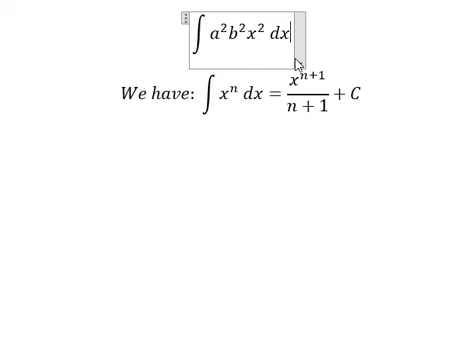 ∫ a²b²x² dx
We have: ∫ xⁿ dx = xⁿ⁺¹/(n + 1) + C